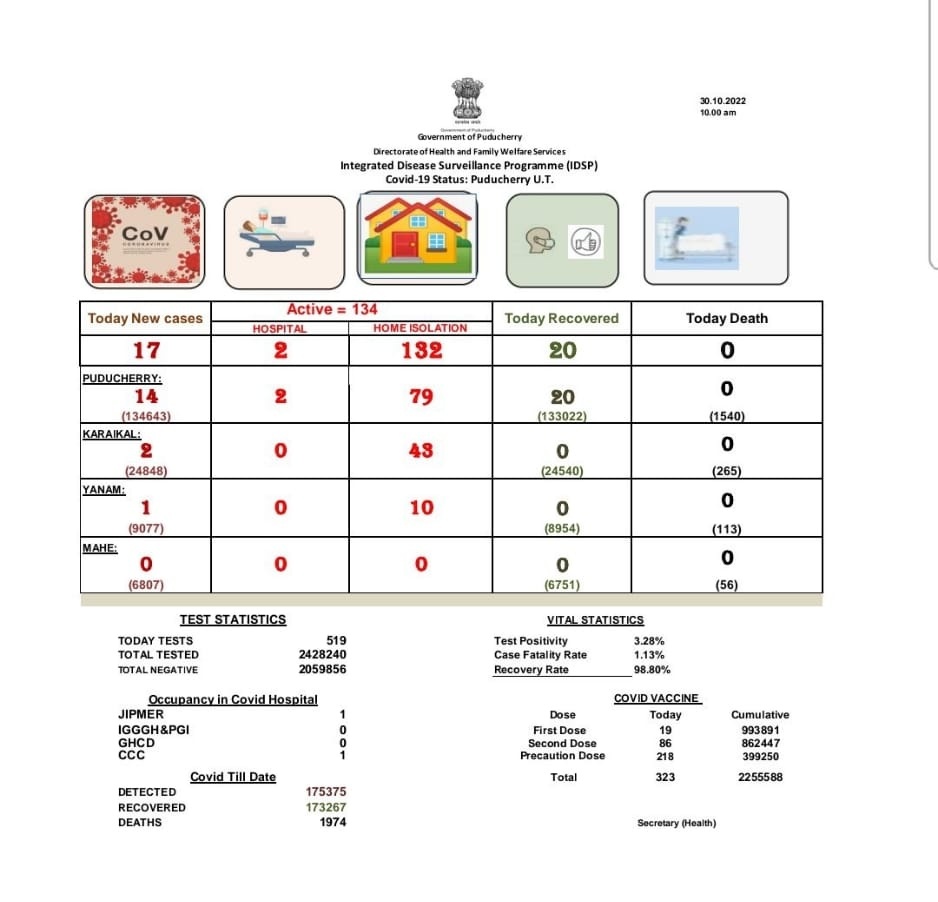 30.10.2022
10.00 am
Government of Puducherry
Directorate of Health and Family Welfare Services
Integrated Disease Surveillance Programme (IDSP)
Covid-19 Status: Puducherry U.T.
CoV
CORONAVIRUS
Today New cases
Active = 134
HOSPITAL
HOME ISOLATION
Today Recovered
Today Death
17 2 132 20 0
PUDUCHERRY:
14 2 79 20 0
(134643) (133022) (1540)
KARAIKAL:
2 0 43 0 0
(24848) (24540) (265)
YANAM:
1 0 10 0 0
(9077) (8954) (113)
MAHE:
0 0 0 0 0
(6807) (6751) (56)
TEST STATISTICS
TODAY TESTS 519
TOTAL TESTED 2428240
TOTAL NEGATIVE 2059856
VITAL STATISTICS
Test Positivity 3.28%
Case Fatality Rate 1.13%
Recovery Rate 98.80%
Occupancy in Covid Hospital
JIPMER 1
IGGGH&PGI 0
GHCD 0
CCC 1
COVID VACCINE
Dose Today Cumulative
First Dose 19 993891
Second Dose 86 862447
Precaution Dose 218 399250
Total 323 2255588
Covid Till Date
DETECTED 175375
RECOVERED 173267
DEATHS 1974
Secretary (Health)